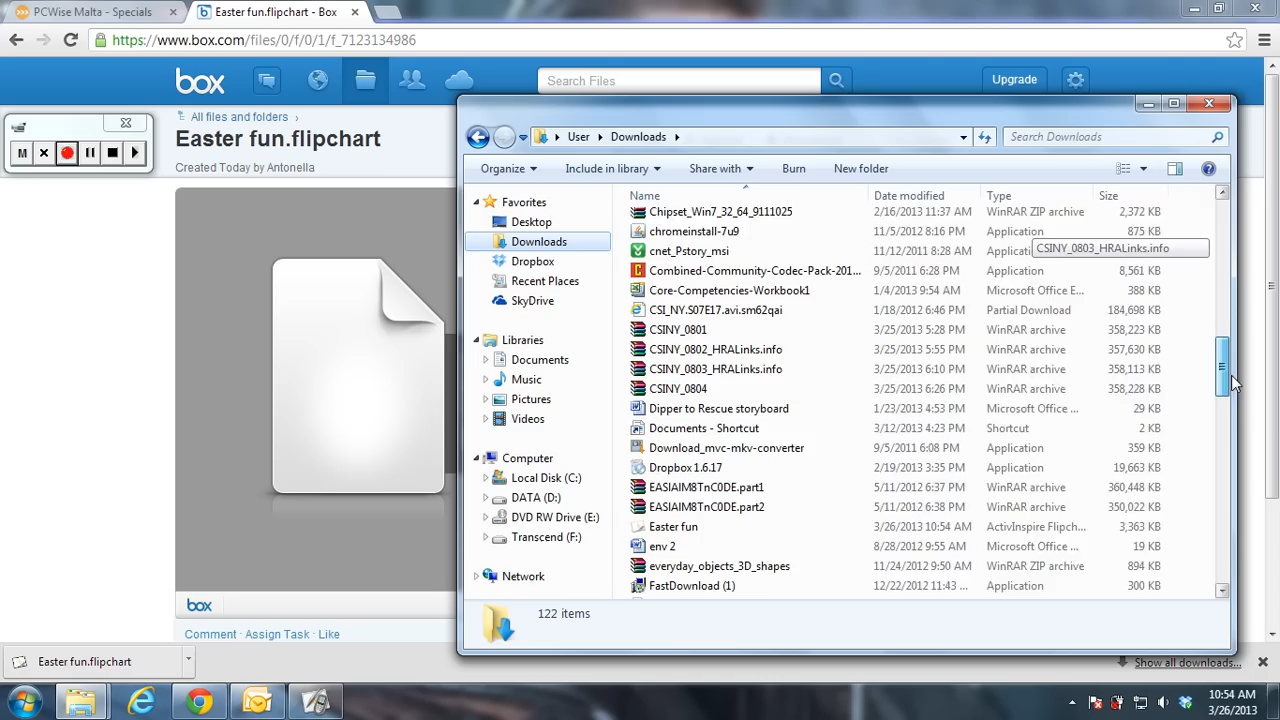 PCWise Malta - Specials
Easter fun.flipchart - Box
https://www.box.com/files/0/f/0/1/f_7123134986
box
Search Files
Upgrade
All files and folders ›
Easter fun.flipchart
Created Today by Antonella
M
User Downloads
Search Downloads
Organize Include in library Share with Burn New folder
Name Date modified Type Size
Favorites
Desktop
Downloads
Dropbox
Recent Places
SkyDrive
Libraries
Documents
Music
Pictures
Videos
Computer
Local Disk (C:)
DATA (D:)
DVD RW Drive (E:)
Transcend (F:)
Network
Chipset_Win7_32_64_9111025 2/16/2013 11:37 AM WinRAR ZIP archive 2,372 KB
chromeinstall-7u9 11/5/2012 8:16 PM Application 875 KB
cnet_Pstory_msi 11/12/2011 8:28 AM Applicati
CSINY_0803_HRALinks.info
Combined-Community-Codec-Pack-201... 9/5/2011 6:28 PM Application 8,561 KB
Core-Competencies-Workbook1 1/4/2013 9:54 AM Microsoft Office E... 388 KB
CSI_NY.S07E17.avi.sm62qai 1/18/2012 6:46 PM Partial Download 184,698 KB
CSINY_0801 3/25/2013 5:28 PM WinRAR archive 358,223 KB
CSINY_0802_HRALinks.info 3/25/2013 5:55 PM WinRAR archive 357,630 KB
CSINY_0803_HRALinks.info 3/25/2013 6:10 PM WinRAR archive 358,113 KB
CSINY_0804 3/25/2013 6:26 PM WinRAR archive 358,228 KB
Dipper to Rescue storyboard 1/23/2013 4:53 PM Microsoft Office ... 29 KB
Documents - Shortcut 3/12/2013 4:23 PM Shortcut 2 KB
Download_mvc-mkv-converter 9/5/2011 6:08 PM Application 359 KB
Dropbox 1.6.17 2/19/2013 3:35 PM Application 19,663 KB
EASIAIM8TnC0DE.part1 5/11/2012 6:37 PM WinRAR archive 360,448 KB
EASIAIM8TnC0DE.part2 5/11/2012 6:38 PM WinRAR archive 350,022 KB
Easter fun 3/26/2013 10:54 AM ActivInspire Flipch... 3,363 KB
env 2 8/28/2012 9:55 AM Microsoft Office ... 19 KB
everyday_objects_3D_shapes 11/24/2012 9:50 AM WinRAR ZIP archive 894 KB
FastDownload (1) 12/22/2012 11:43 ... Application 300 KB
122 items
box
Comment · Assign Task · Like
Easter fun.flipchart
Show all downloads...
10:54 AM
3/26/2013